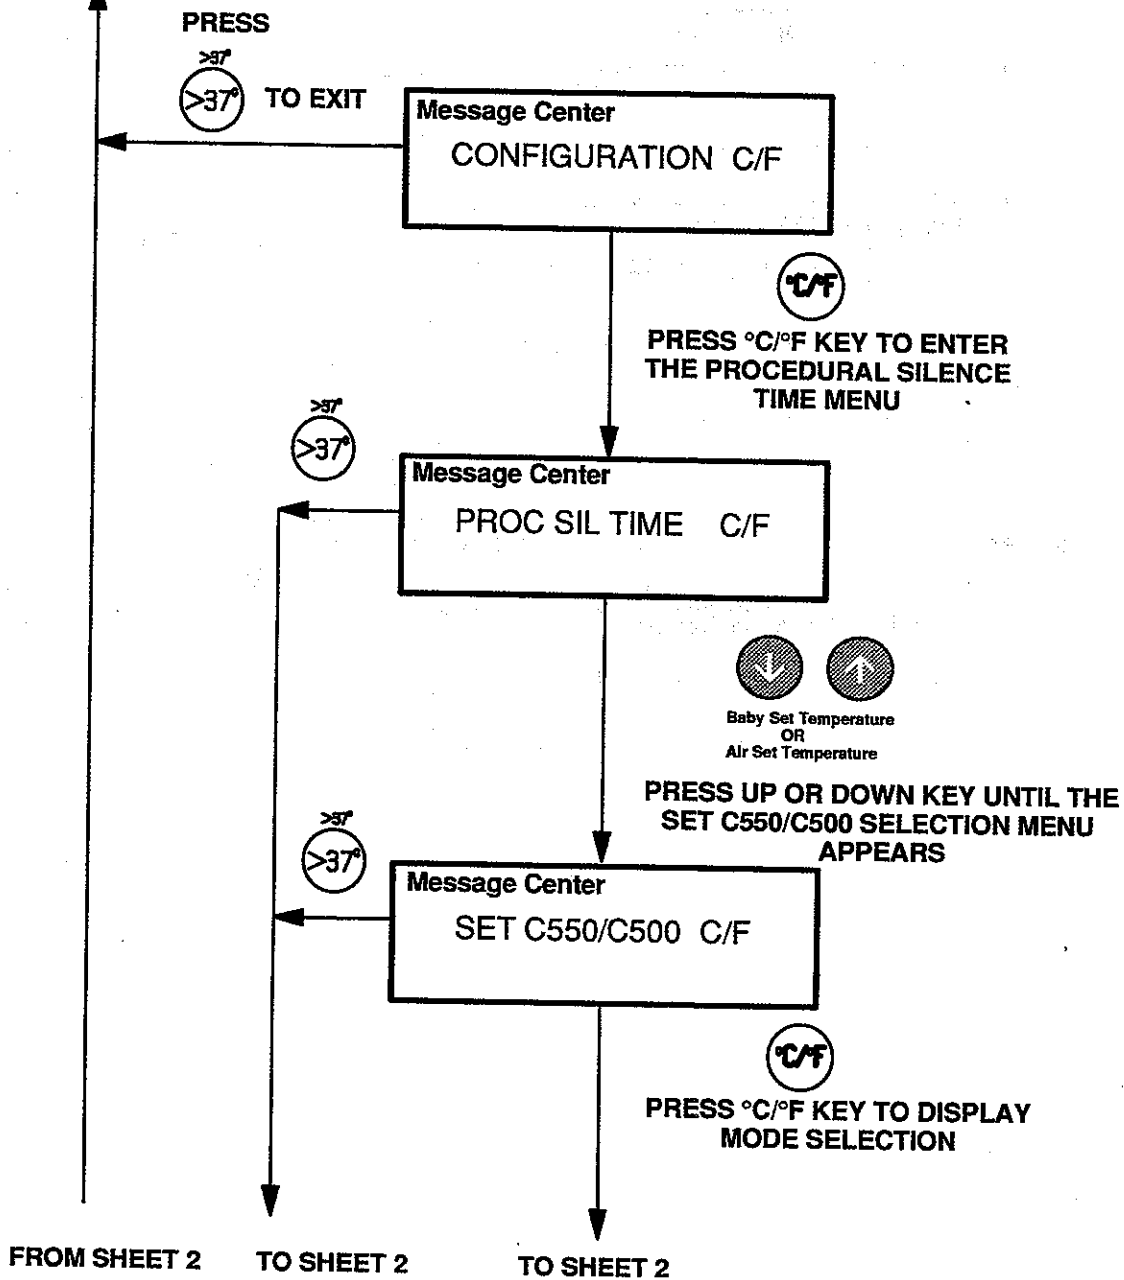 PRESS
>37°
>37° TO EXIT
Message Center
CONFIGURATION C/F
°C/°F
PRESS °C/°F KEY TO ENTER
THE PROCEDURAL SILENCE
TIME MENU
>37°
>37°
Message Center
PROC SIL TIME C/F
Baby Set Temperature
OR
Air Set Temperature
PRESS UP OR DOWN KEY UNTIL THE
SET C550/C500 SELECTION MENU
APPEARS
>37°
>37°
Message Center
SET C550/C500 C/F
°C/°F
PRESS °C/°F KEY TO DISPLAY
MODE SELECTION
FROM SHEET 2 TO SHEET 2 TO SHEET 2